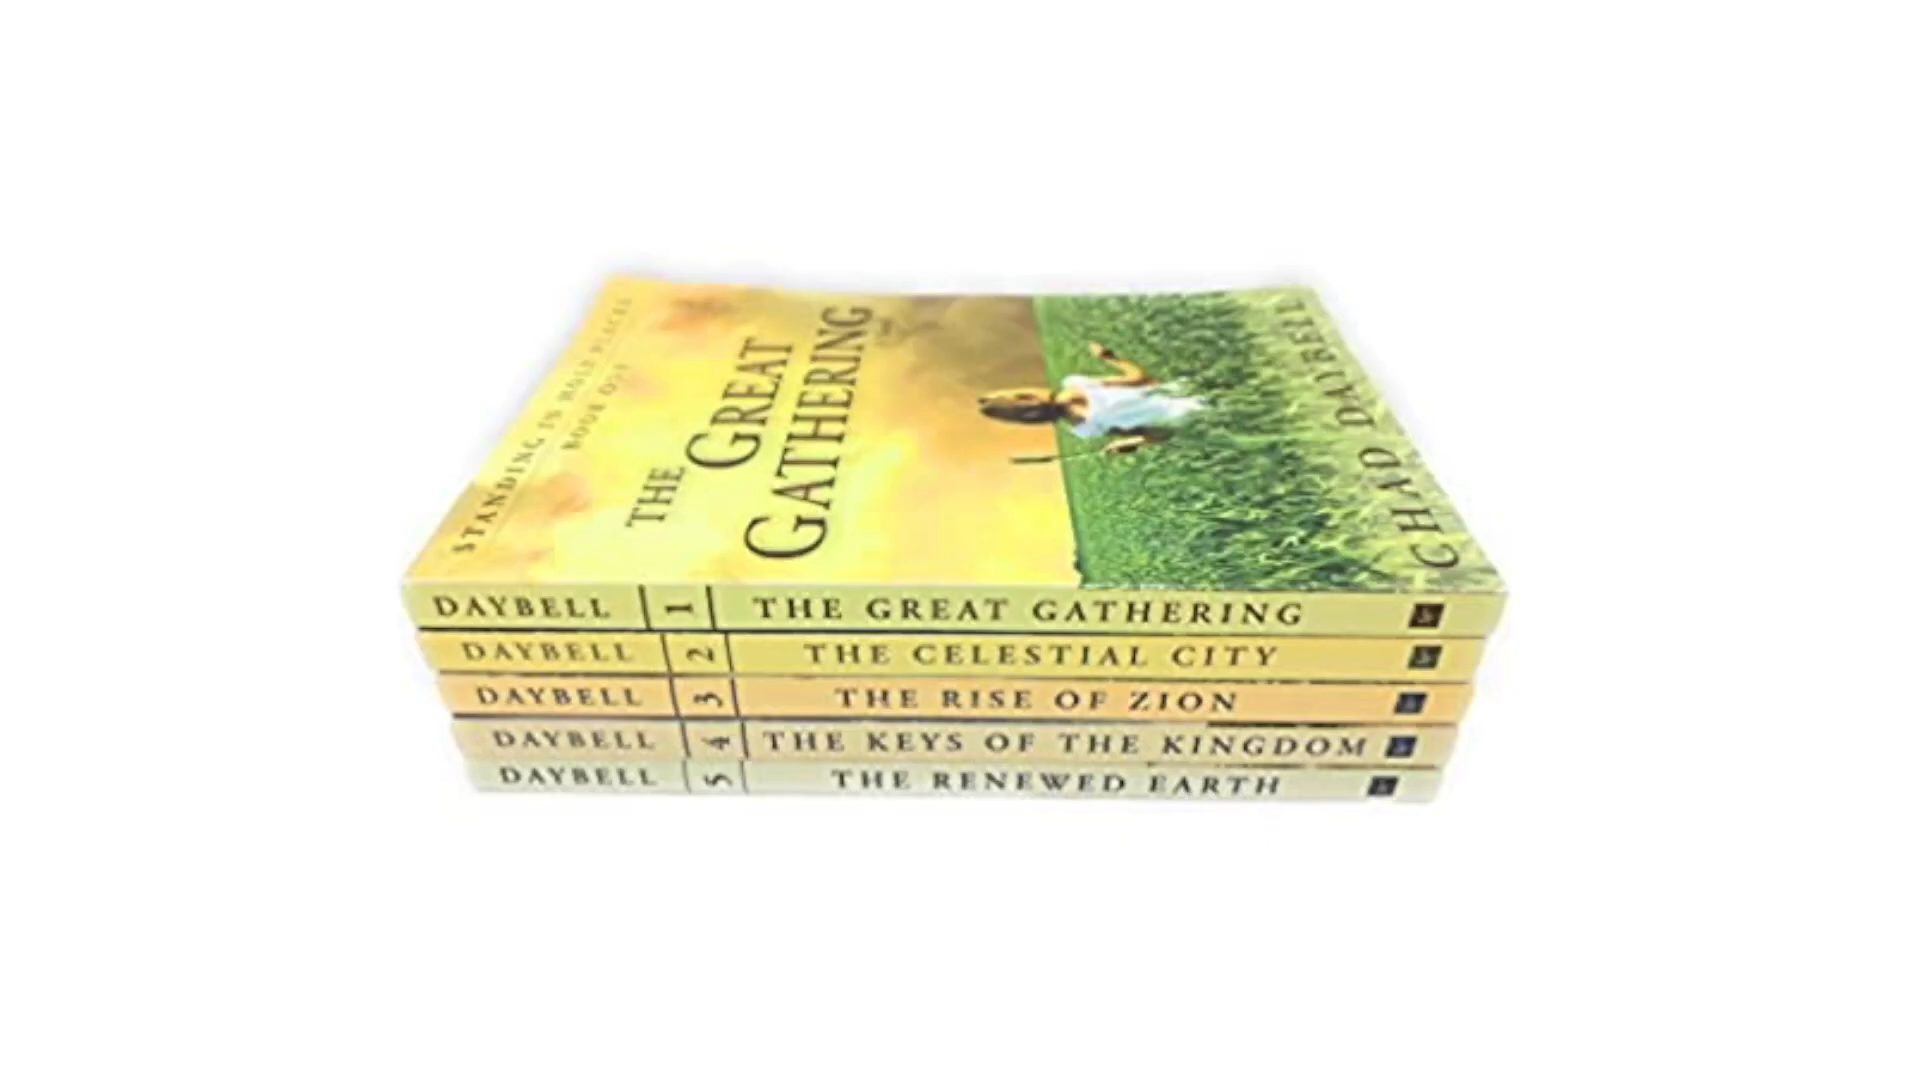 STANDING IN HOLY PLACES
BOOK ONE
THE
GREAT
GATHERING
CHAD DAYBELL
DAYBELL 1 THE GREAT GATHERING
DAYBELL 2 THE CELESTIAL CITY
DAYBELL 3 THE RISE OF ZION
DAYBELL 4 THE KEYS OF THE KINGDOM
DAYBELL 5 THE RENEWED EARTH